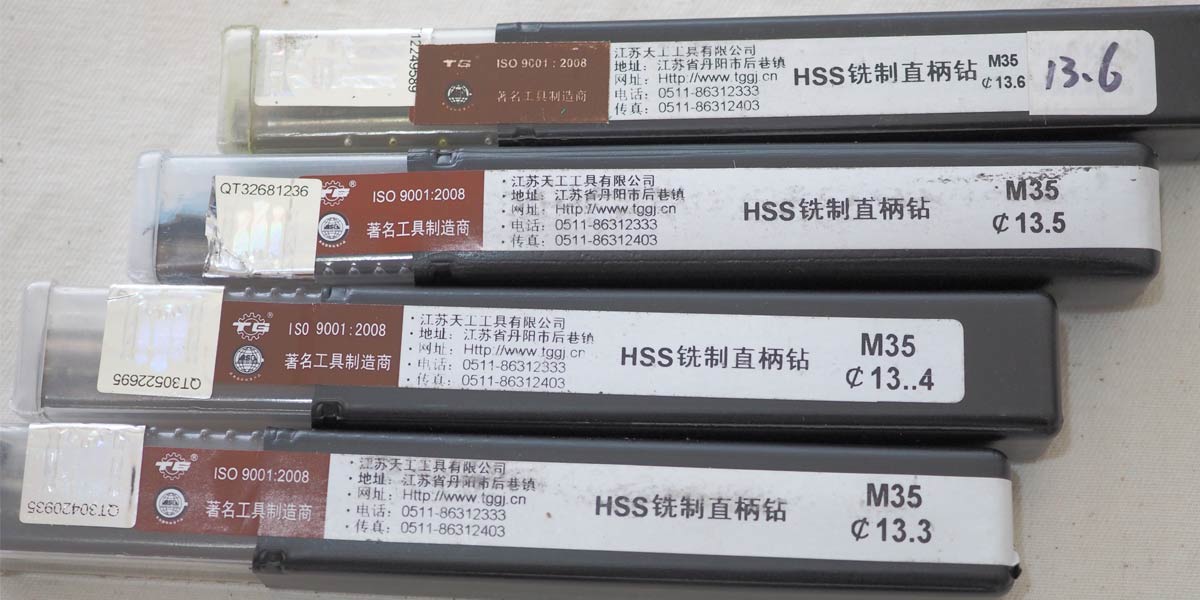 12249589
TG
ISO 9001:2008
著名工具制造商
江苏天工工具有限公司
地址: 江苏省丹阳市后巷镇
网址: Http://www.tggj.cn
电话: 0511-86312333
传真: 0511-86312403
HSS铣制直柄钻
M35
¢13.6
13.6
QT32681236
TG®
ISO 9001:2008
著名工具制造商
·江苏天工工具有限公司
·地址: 江苏省丹阳市后巷镇
·网址: Http://www.tggj.cn
·电话: 0511-86312333
·传真: 0511-86312403
HSS铣制直柄钻
M35
¢13.5
QT30522695
TG®
ISO 9001:2008
著名工具制造商
·江苏天工工具有限公司
·地址: 江苏省丹阳市后巷镇
·网址: Http://www.tggj.cn
·电话: 0511-86312333
·传真: 0511-86312403
HSS铣制直柄钻
M35
¢13..4
QT30420935
TG®
ISO 9001:2008
著名工具制造商
·江苏天工工具有限公司
·地址: 江苏省丹阳市后巷镇
·网址: Http://www.tggj.cn
·电话: 0511-86312333
·传真: 0511-86312403
HSS铣制直柄钻
M35
¢13.3